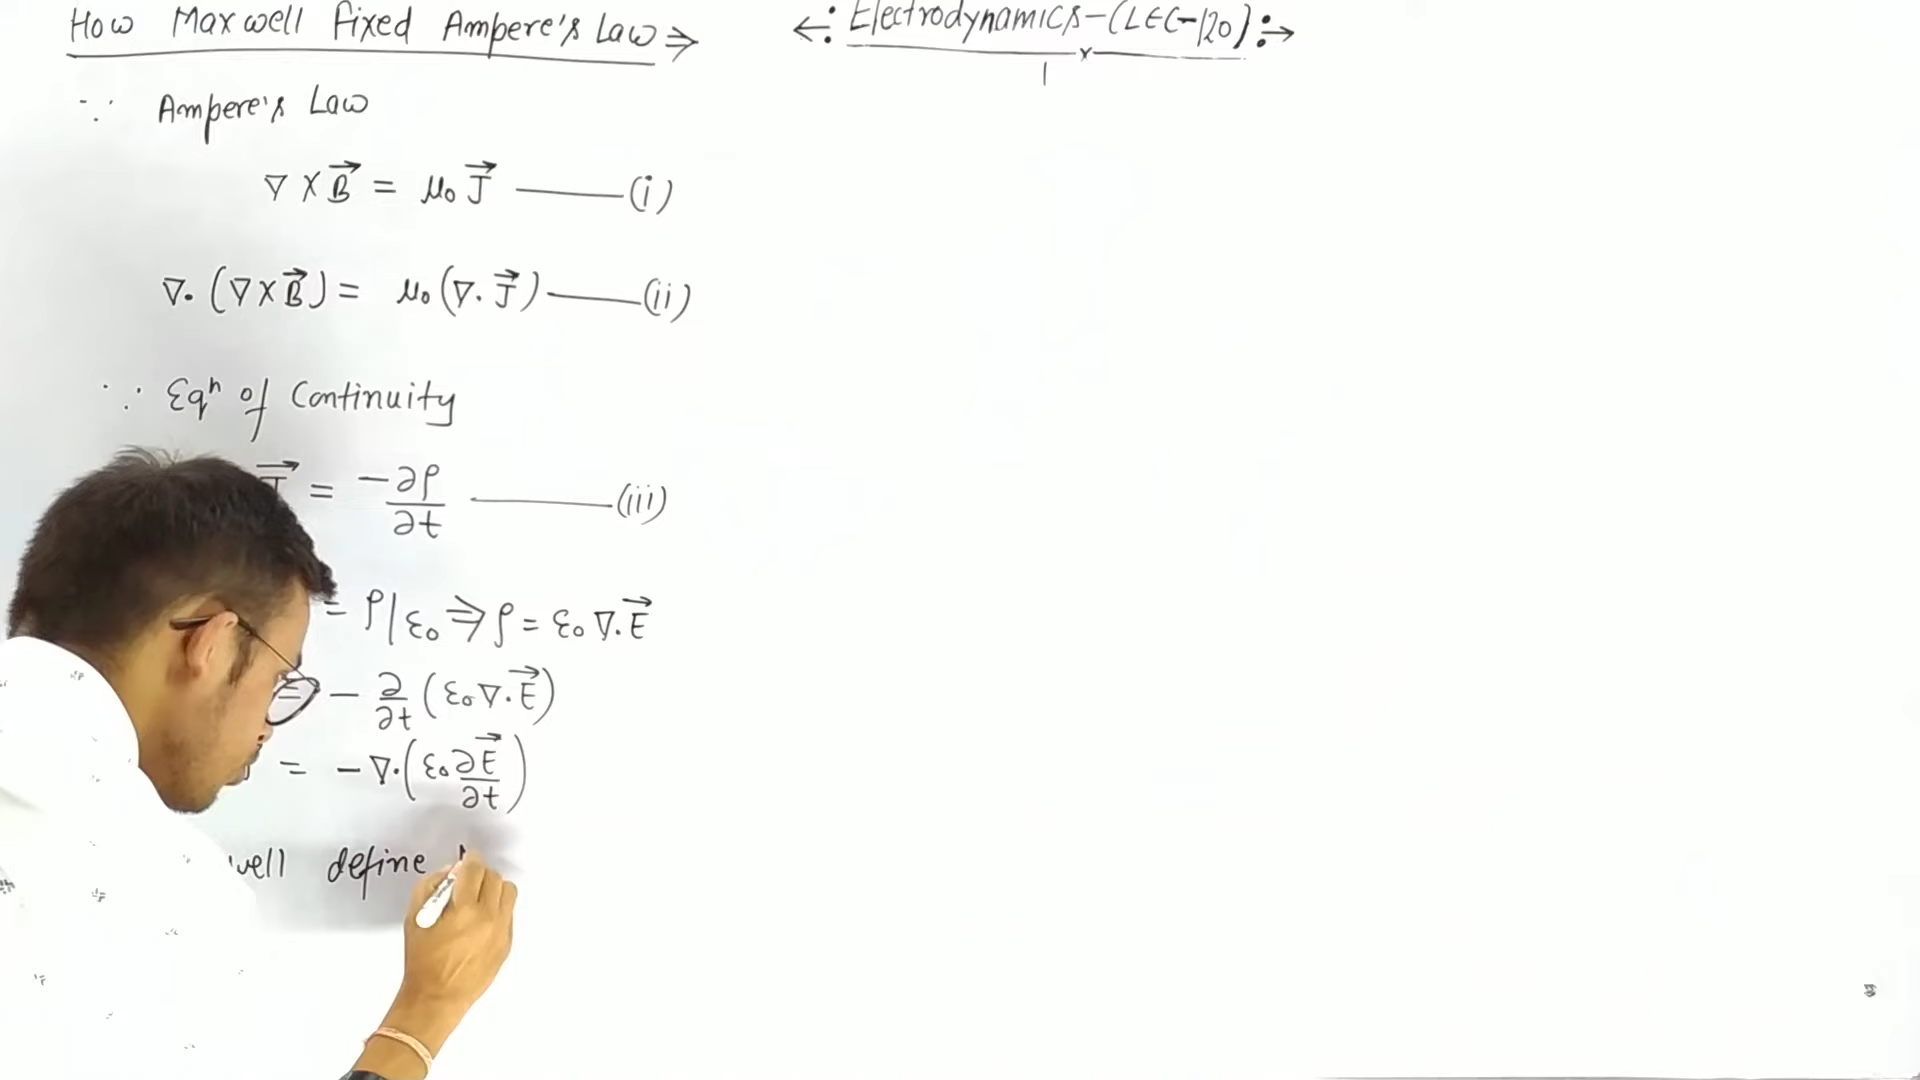 How Maxwell Fixed Ampere's Law ⇒
←: Electrodynamics-(LEC-120) :→
∵ Ampere's Law
∇ X B⃗ = μ₀ J⃗ ——— (i)
∇. (∇ X B⃗) = μ₀ (∇. J⃗) ——— (ii)
∵ Eqⁿ of Continuity
J⃗ = -∂ρ/∂t ——— (iii)
= ρ/ε₀ ⇒ ρ = ε₀ ∇. E⃗
= - ∂/∂t (ε₀ ∇. E⃗)
= - ∇. (ε₀ ∂E⃗/∂t)
well define